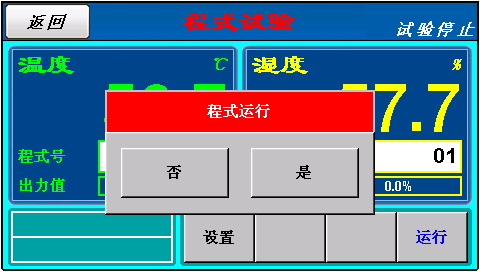 返回
程式试验
试验停止
温度
℃
湿度
%
7.7
程式运行
否
是
程式号
01
出力值
0.0%
设置
运行